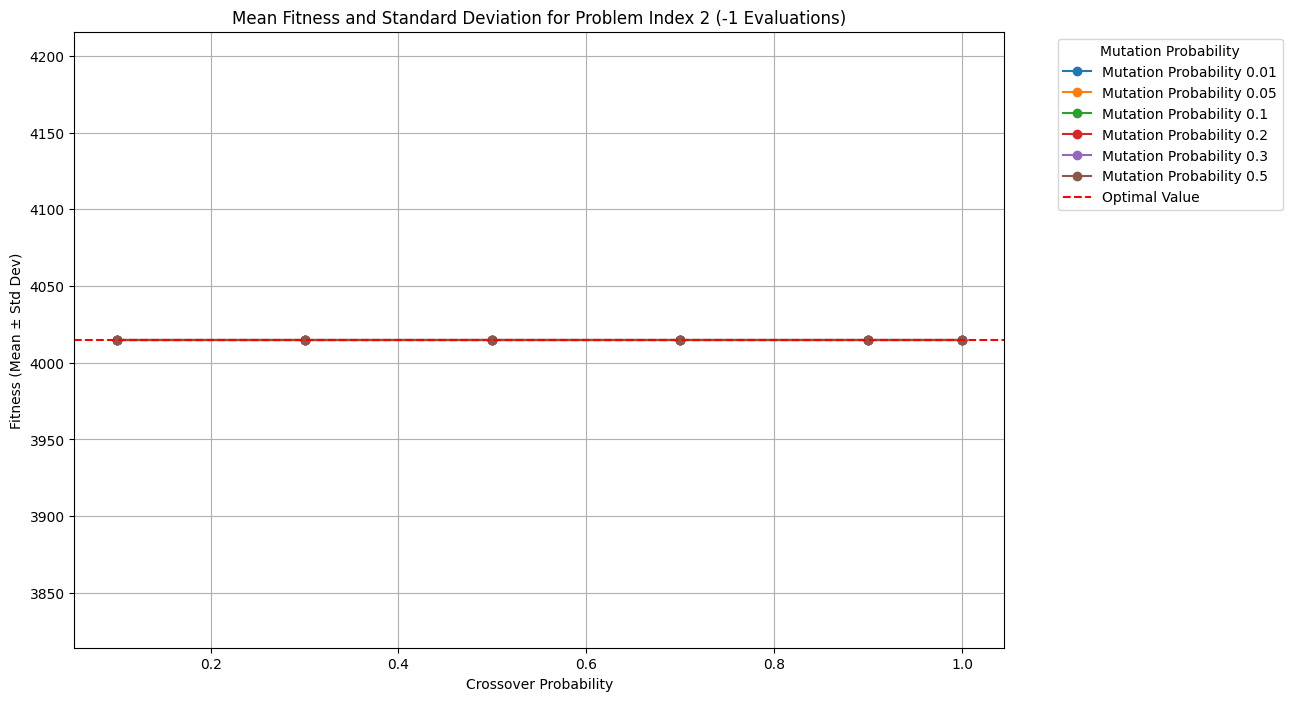 Mean Fitness and Standard Deviation for Problem Index 2 (-1 Evaluations)
Fitness (Mean ± Std Dev)
4200
4150
4100
4050
4000
3950
3900
3850
0.2
0.4
0.6
0.8
1.0
Crossover Probability
Mutation Probability
Mutation Probability 0.01
Mutation Probability 0.05
Mutation Probability 0.1
Mutation Probability 0.2
Mutation Probability 0.3
Mutation Probability 0.5
Optimal Value